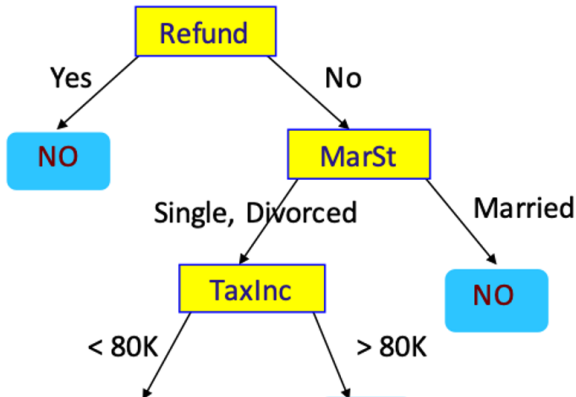 Refund
Yes
No
NO
MarSt
Single, Divorced
Married
TaxInc
NO
< 80K
> 80K